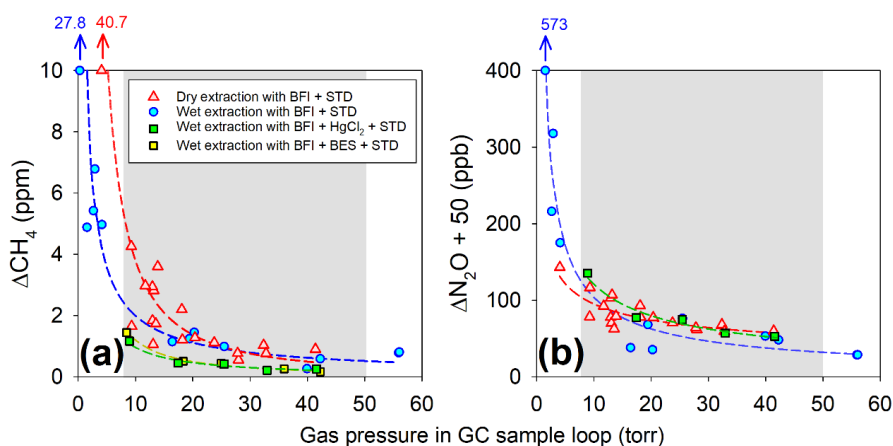 27.8 40.7
10
8
6
4
2
0
ΔCH₄ (ppm)
Dry extraction with BFI + STD
Wet extraction with BFI + STD
Wet extraction with BFI + HgCl₂ + STD
Wet extraction with BFI + BES + STD
(a)
0 10 20 30 40 50 60
573
400
300
200
100
0
ΔN₂O + 50 (ppb)
(b)
0 10 20 30 40 50 60
Gas pressure in GC sample loop (torr)